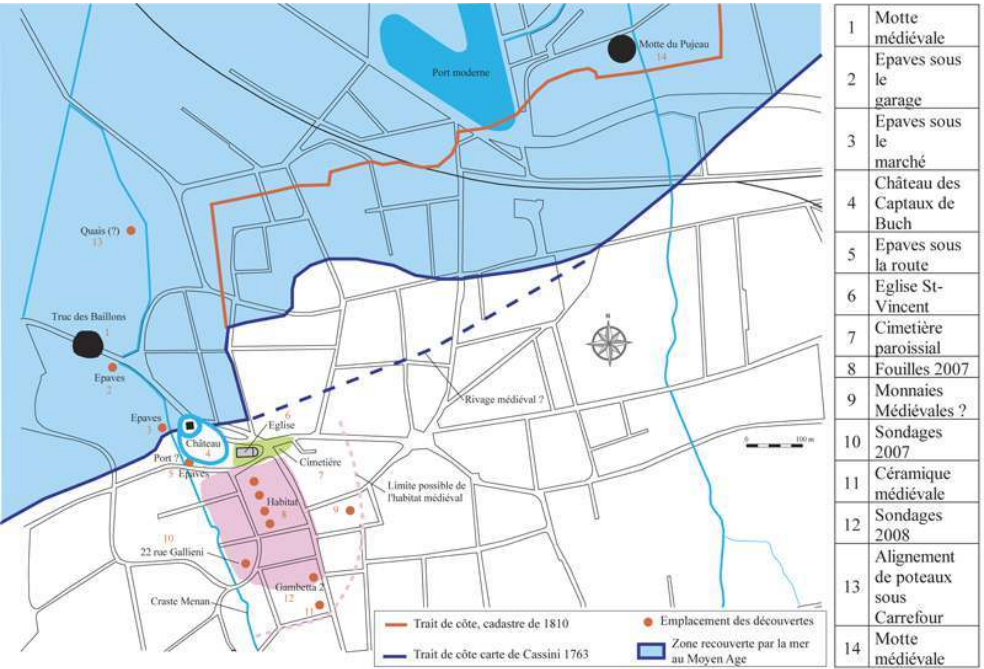 Port moderne
Motte du Pujeau
14
Quais (?)
13
Truc des Baillons
1
Epaves
2
N
Rivage médiéval ?
Epaves
3
6
Eglise
Château
4
100 m
Port ?
Epaves
5
Cimetière
7
Limite possible de
l'habitat médiéval
Habitat
8
9
10
22 rue Gallieni
Gambetta 2
12
11
Craste Menan
Trait de côte, cadastre de 1810
Trait de côte carte de Cassini 1763
Emplacement des découvertes
Zone recouverte par la mer
au Moyen Age
1 Motte
médiévale
2 Epaves sous
le
garage
3 Epaves sous
le
marché
4 Château des
Captaux de
Buch
5 Epaves sous
la route
6 Eglise St-
Vincent
7 Cimetière
paroissial
8 Fouilles 2007
9 Monnaies
Médiévales ?
10 Sondages
2007
11 Céramique
médiévale
12 Sondages
2008
13 Alignement
de poteaux
sous
Carrefour
14 Motte
médiévale